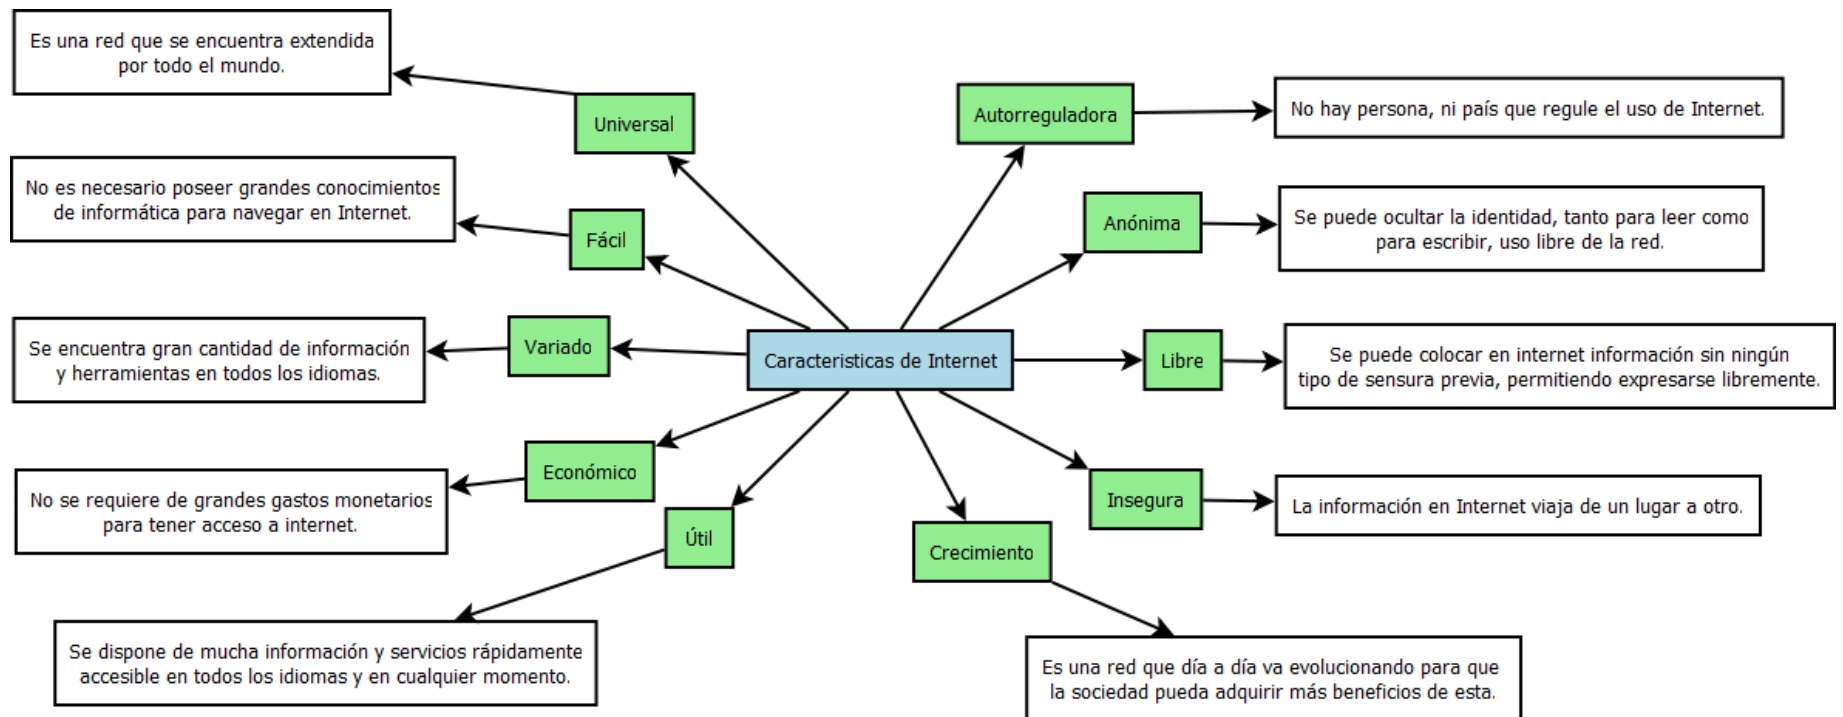 Es una red que se encuentra extendida
por todo el mundo.
Universal
No es necesario poseer grandes conocimientos
de informática para navegar en Internet.
Fácil
Se encuentra gran cantidad de información
y herramientas en todos los idiomas.
Variado
No se requiere de grandes gastos monetarios
para tener acceso a internet.
Económico
Se dispone de mucha información y servicios rápidamente
accesible en todos los idiomas y en cualquier momento.
Útil
Caracteristicas de Internet
Autorreguladora
No hay persona, ni país que regule el uso de Internet.
Anónima
Se puede ocultar la identidad, tanto para leer como
para escribir, uso libre de la red.
Libre
Se puede colocar en internet información sin ningún
tipo de sensura previa, permitiendo expresarse libremente.
Insegura
La información en Internet viaja de un lugar a otro.
Crecimiento
Es una red que día a día va evolucionando para que
la sociedad pueda adquirir más beneficios de esta.